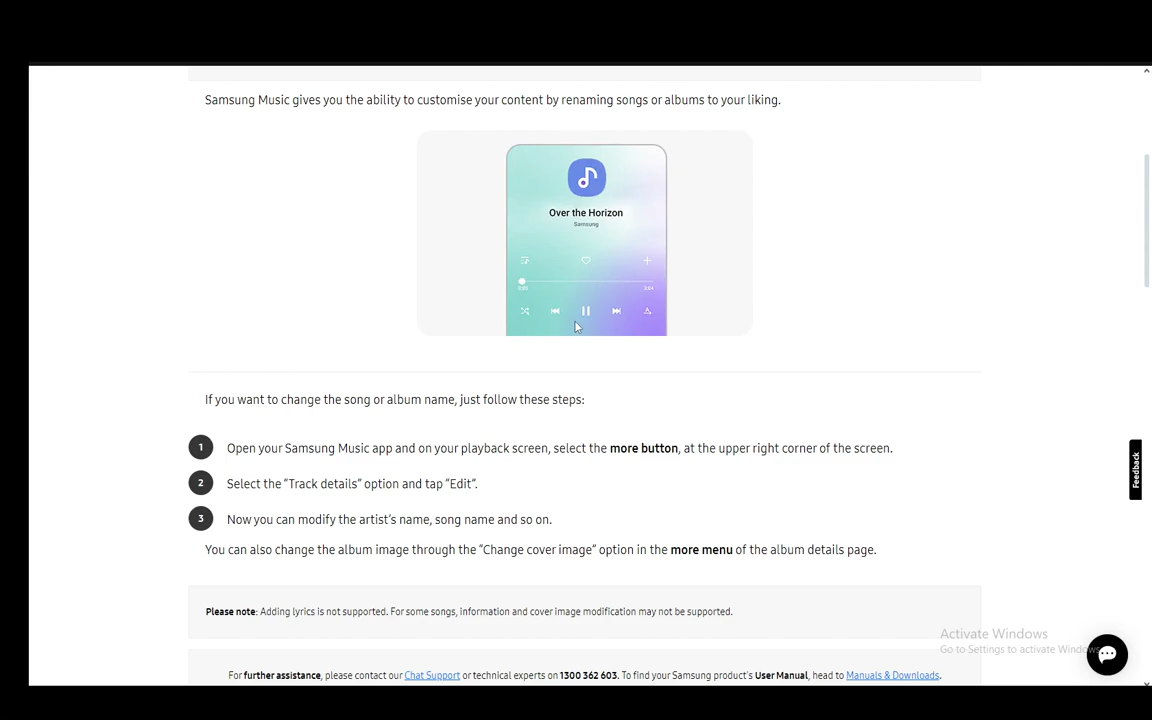 Samsung Music gives you the ability to customise your content by renaming songs or albums to your liking.
Over the Horizon
Samsung
0:05
3:04
If you want to change the song or album name, just follow these steps:
1 Open your Samsung Music app and on your playback screen, select the more button, at the upper right corner of the screen.
2 Select the “Track details” option and tap “Edit”.
3 Now you can modify the artist’s name, song name and so on.
You can also change the album image through the “Change cover image” option in the more menu of the album details page.
Feedback
Please note: Adding lyrics is not supported. For some songs, information and cover image modification may not be supported.
Activate Windows
Go to Settings to activate Windows.
For further assistance, please contact our Chat Support or technical experts on 1300 362 603. To find your Samsung product’s User Manual, head to Manuals & Downloads.